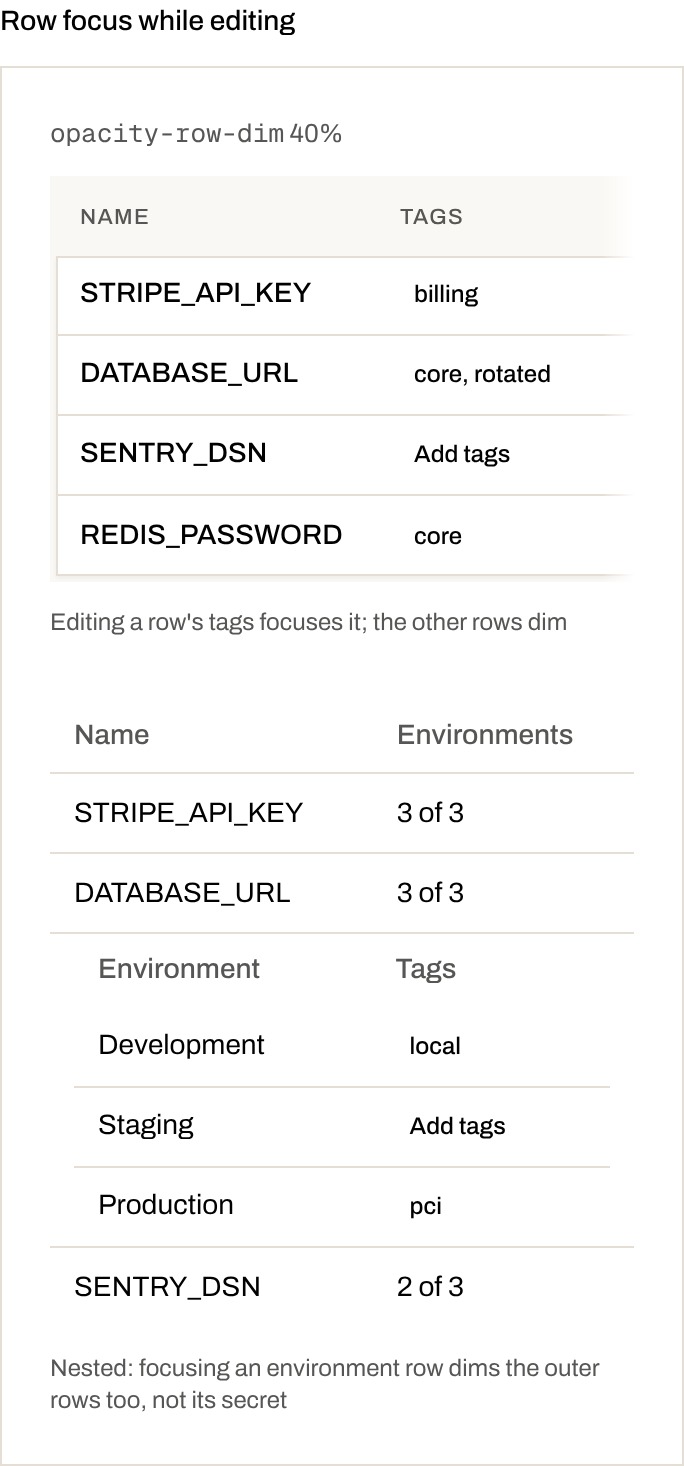 Row focus while editing
opacity-row-dim 40%
NAME TAGS
STRIPE_API_KEY billing
DATABASE_URL core, rotated
SENTRY_DSN Add tags
REDIS_PASSWORD core
Editing a row's tags focuses it; the other rows dim
Name Environments
STRIPE_API_KEY 3 of 3
DATABASE_URL 3 of 3
Environment Tags
Development local
Staging Add tags
Production pci
SENTRY_DSN 2 of 3
Nested: focusing an environment row dims the outer
rows too, not its secret